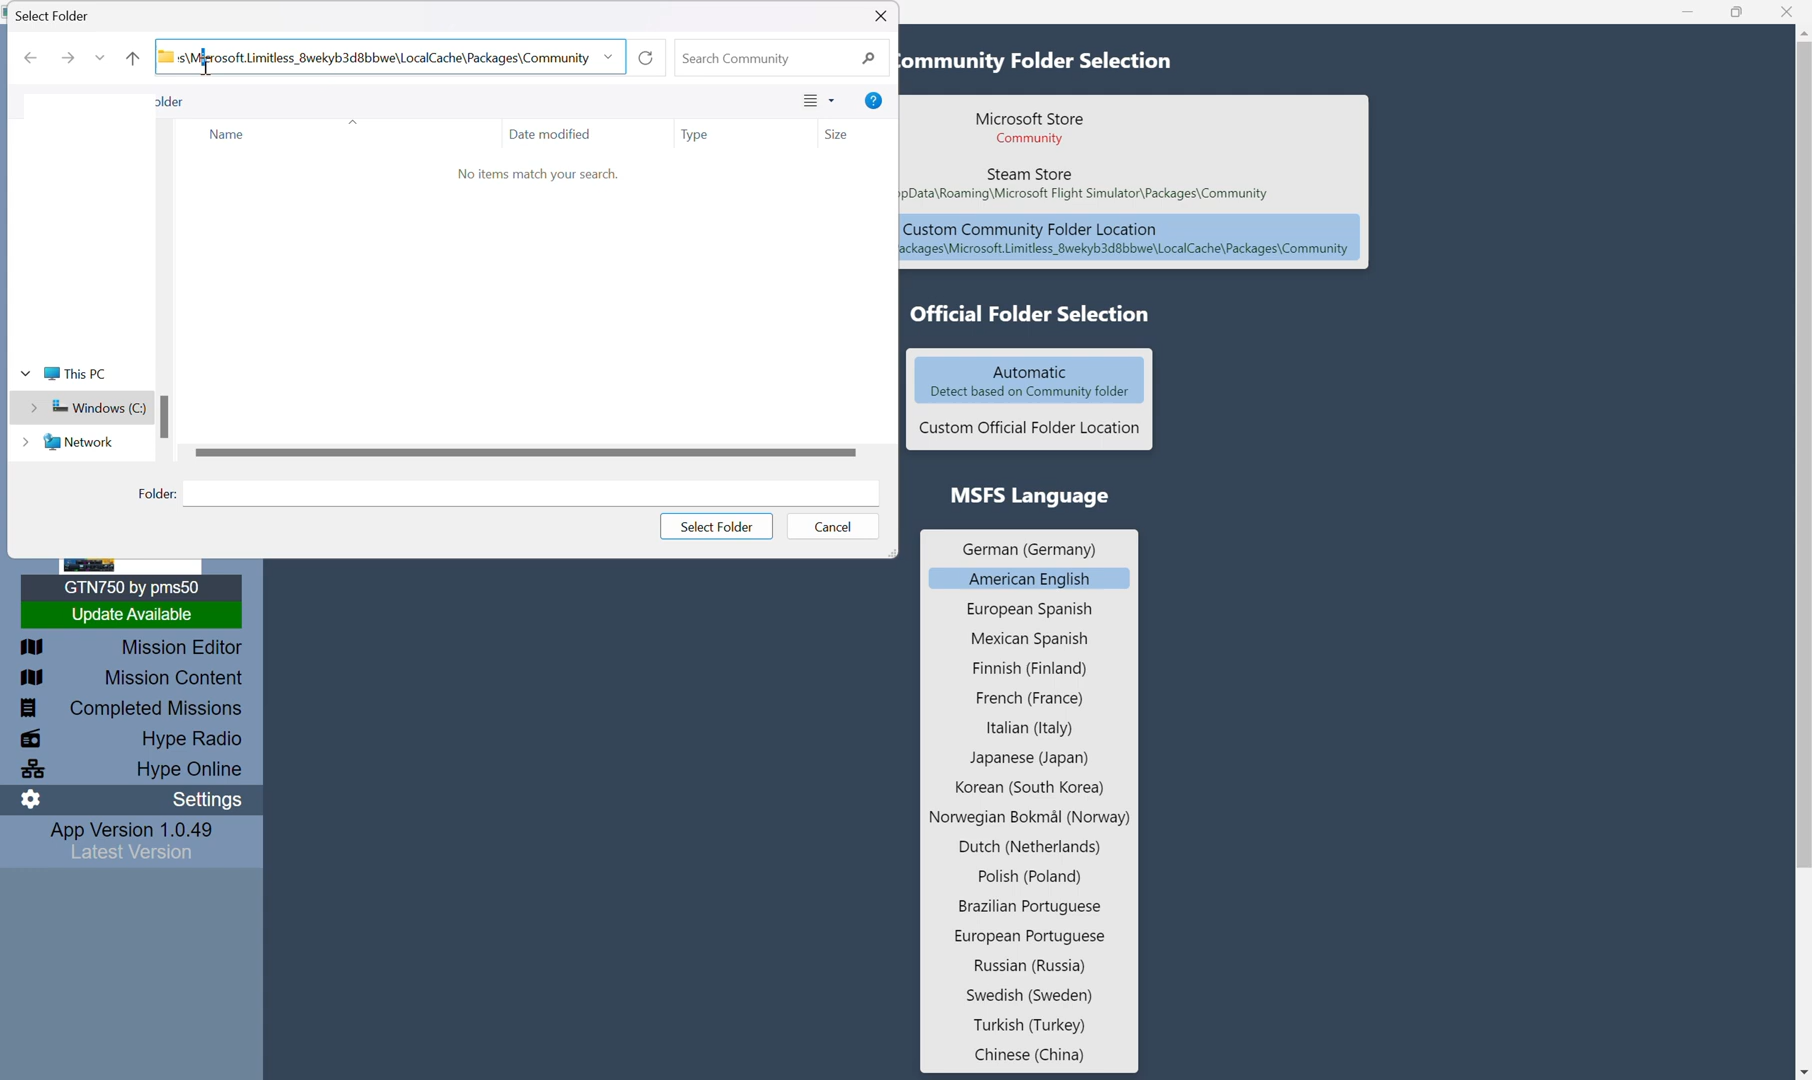 Select Folder
rosoft.Limitless_8wekyb3d8bbwe\LocalCache\Packages\Community
Search Community
older
Name
Date modified
Type
Size
No items match your search.
This PC
Windows (C:)
Network
Folder:
Select Folder
Cancel
GTN750 by pms50
Update Available
Mission Editor
Mission Content
Completed Missions
Hype Radio
Hype Online
Settings
App Version 1.0.49
Latest Version
ommunity Folder Selection
Microsoft Store
Community
Steam Store
pData\Roaming\Microsoft Flight Simulator\Packages\Community
Custom Community Folder Location
ackages\Microsoft.Limitless_8wekyb3d8bbwe\LocalCache\Packages\Community
Official Folder Selection
Automatic
Detect based on Community folder
Custom Official Folder Location
MSFS Language
German (Germany)
American English
European Spanish
Mexican Spanish
Finnish (Finland)
French (France)
Italian (Italy)
Japanese (Japan)
Korean (South Korea)
Norwegian Bokmål (Norway)
Dutch (Netherlands)
Polish (Poland)
Brazilian Portuguese
European Portuguese
Russian (Russia)
Swedish (Sweden)
Turkish (Turkey)
Chinese (China)